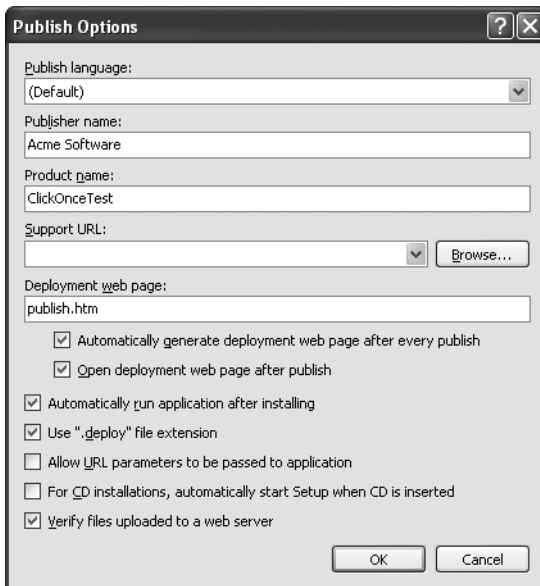 Publish Options
Publish language:
(Default)
Publisher name:
Acme Software
Product name:
ClickOnceTest
Support URL:
Browse...
Deployment web page:
publish.htm
Automatically generate deployment web page after every publish
Open deployment web page after publish
Automatically run application after installing
Use ".deploy" file extension
Allow URL parameters to be passed to application
For CD installations, automatically start Setup when CD is inserted
Verify files uploaded to a web server
OK Cancel